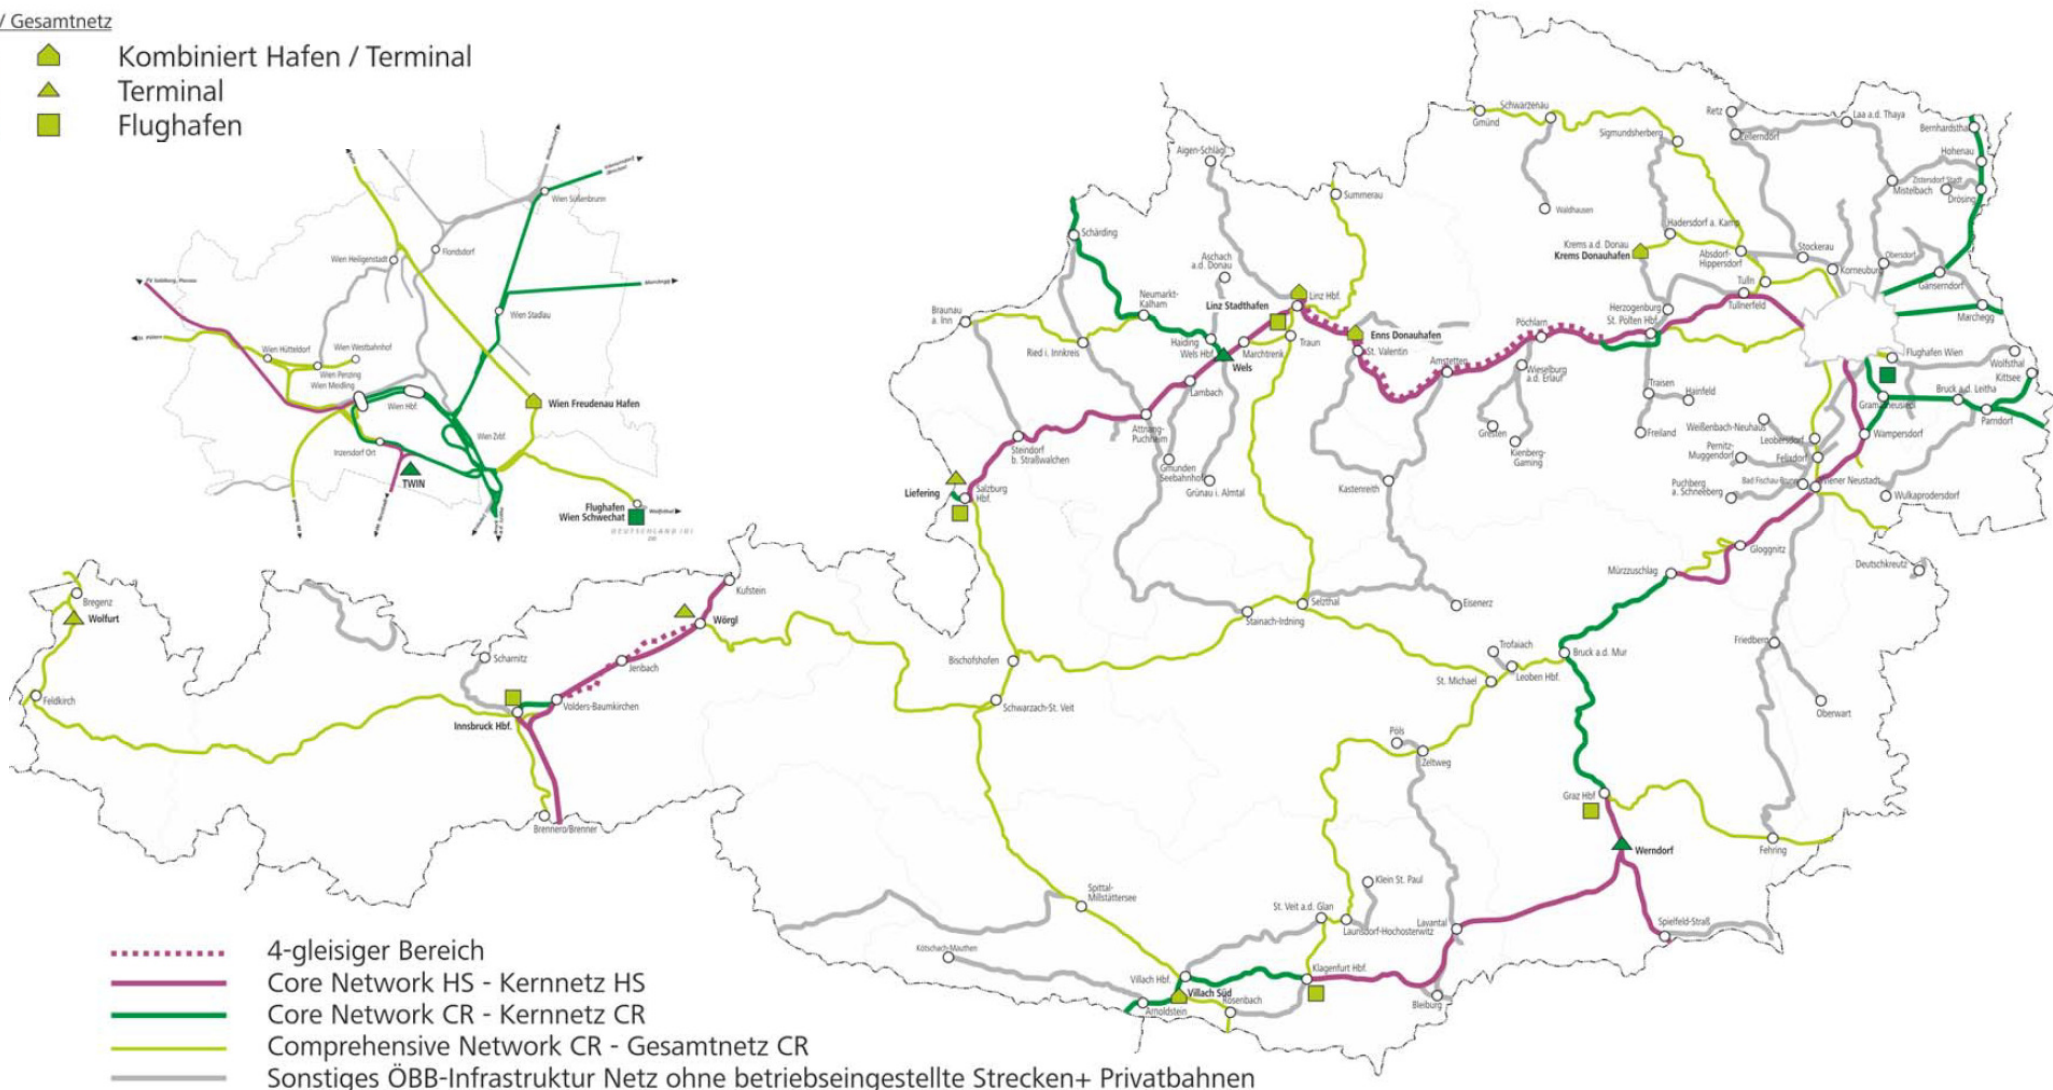 / Gesamtnetz
Kombiniert Hafen / Terminal
Terminal
Flughafen
Wien Süßenbrunn
Wien Heiligenstadt
Floridsdorf
Wien Stadlau
Wien Hütteldorf
Wien Westbahnhof
Wien Penzing
Wien Meidling
Wien Hbf.
Wien Freudenau Hafen
Wien Zvbf.
Inzersdorf Ort
TWIN
Flughafen
Wien Schwechat
Gmünd
Schwarzenau
Sigmundsherberg
Retz
Zellerndorf
Laa a.d. Thaya
Bernhardsthal
Hohenau
Zistersdorf Stadt
Mistelbach
Drösing
Aigen-Schlägl
Summerau
Waldhausen
Hadersdorf a. Kamp
Schärding
Krems a.d. Donau
Krems Donauhafen
Absdorf-
Hippersdorf
Stockerau
Korneuburg
Obersdorf
Gänserndorf
Aschach
a.d. Donau
Tulln
Tullnerfeld
Neumarkt-
Kalham
Linz Stadthafen
Linz Hbf.
Herzogenburg
St. Pölten Hbf.
Marchegg
Braunau
a. Inn
Ried i. Innkreis
Haiding
Wels Hbf.
Wels
Marchtrenk
Traun
Enns Donauhafen
St. Valentin
Amstetten
Pöchlarn
Wieselburg
a.d. Erlauf
Flughafen Wien
Wolfsthal
Kittsee
Lambach
Traisen
Hainfeld
Gramatneusiedl
Bruck a.d. Leitha
Parndorf
Attnang-
Puchheim
Steindorf
b. Straßwalchen
Gresten
Kienberg-
Gaming
Freiland
Weißenbach-Neuhaus
Leobersdorf
Wampersdorf
Pernitz-
Muggendorf
Felixdorf
Gmunden
Seebahnhof
Grünau i. Almtal
Kastenreith
Puchberg
a. Schneeberg
Bad Fischau-Brunn
Wiener Neustadt
Wulkaprodersdorf
Liefering
Salzburg
Hbf.
Gloggnitz
Mürzzuschlag
Deutschkreutz
Bregenz
Wolfurt
Kufstein
Wörgl
Stainach-Irdning
Selzthal
Eisenerz
Friedberg
Scharnitz
Jenbach
Bischofshofen
Trofaiach
Bruck a.d. Mur
St. Michael
Leoben Hbf.
Feldkirch
Innsbruck Hbf.
Volders-Baumkirchen
Schwarzach-St. Veit
Oberwart
Pöls
Zeltweg
Graz Hbf
Brennero/Brenner
Werndorf
Fehring
Spittal-
Millstättersee
Klein St. Paul
St. Veit a.d. Glan
Launsdorf-Hochosterwitz
Lavanttal
Spielfeld-Straß
Kötschach-Mauthen
Villach Hbf.
Villach Süd
Rosenbach
Klagenfurt Hbf.
Arnoldstein
Bleiburg
4-gleisiger Bereich
Core Network HS - Kernnetz HS
Core Network CR - Kernnetz CR
Comprehensive Network CR - Gesamtnetz CR
Sonstiges ÖBB-Infrastruktur Netz ohne betriebseingestellte Strecken+ Privatbahnen